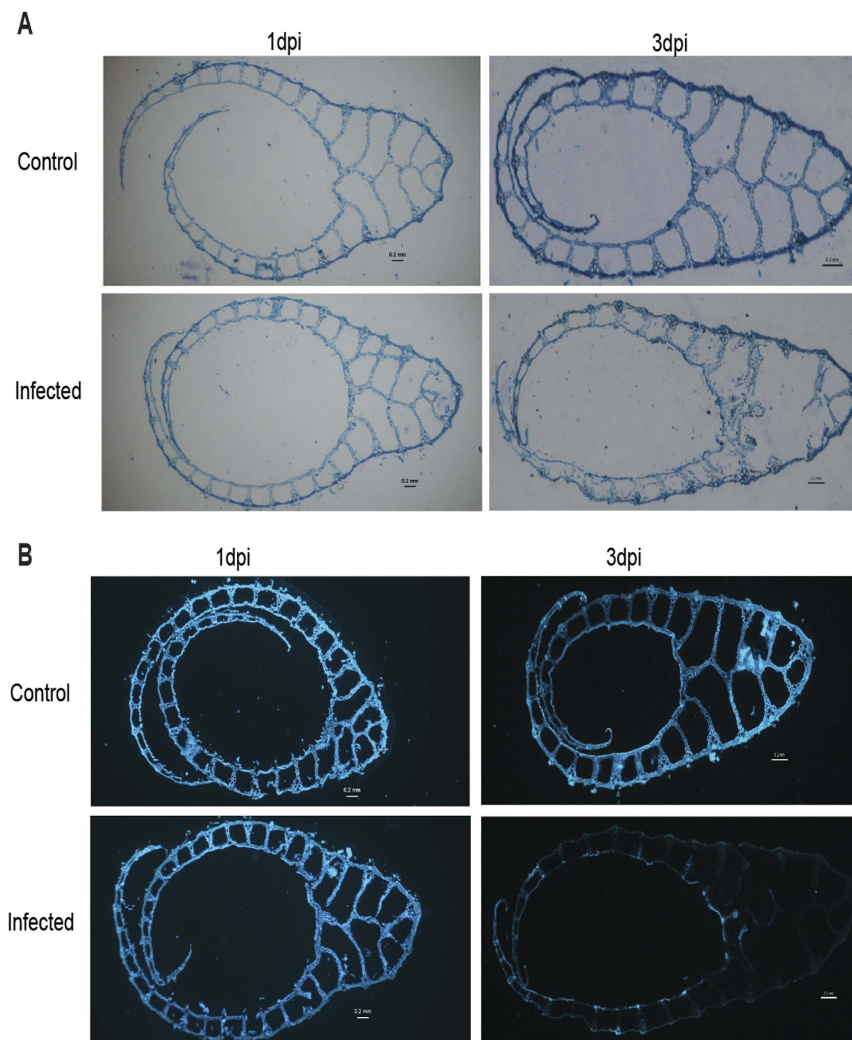 A
1dpi 3dpi
Control
0.2 mm
Infected
0.2 mm
B
1dpi 3dpi
Control
0.2 mm
Infected
0.2 mm